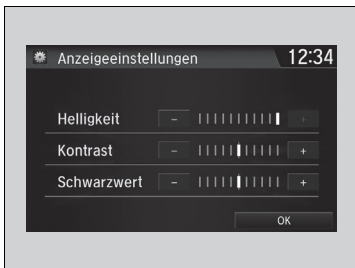 Anzeigeeinstellungen 12:34
Helligkeit - +
Kontrast - +
Schwarzwert - +
OK